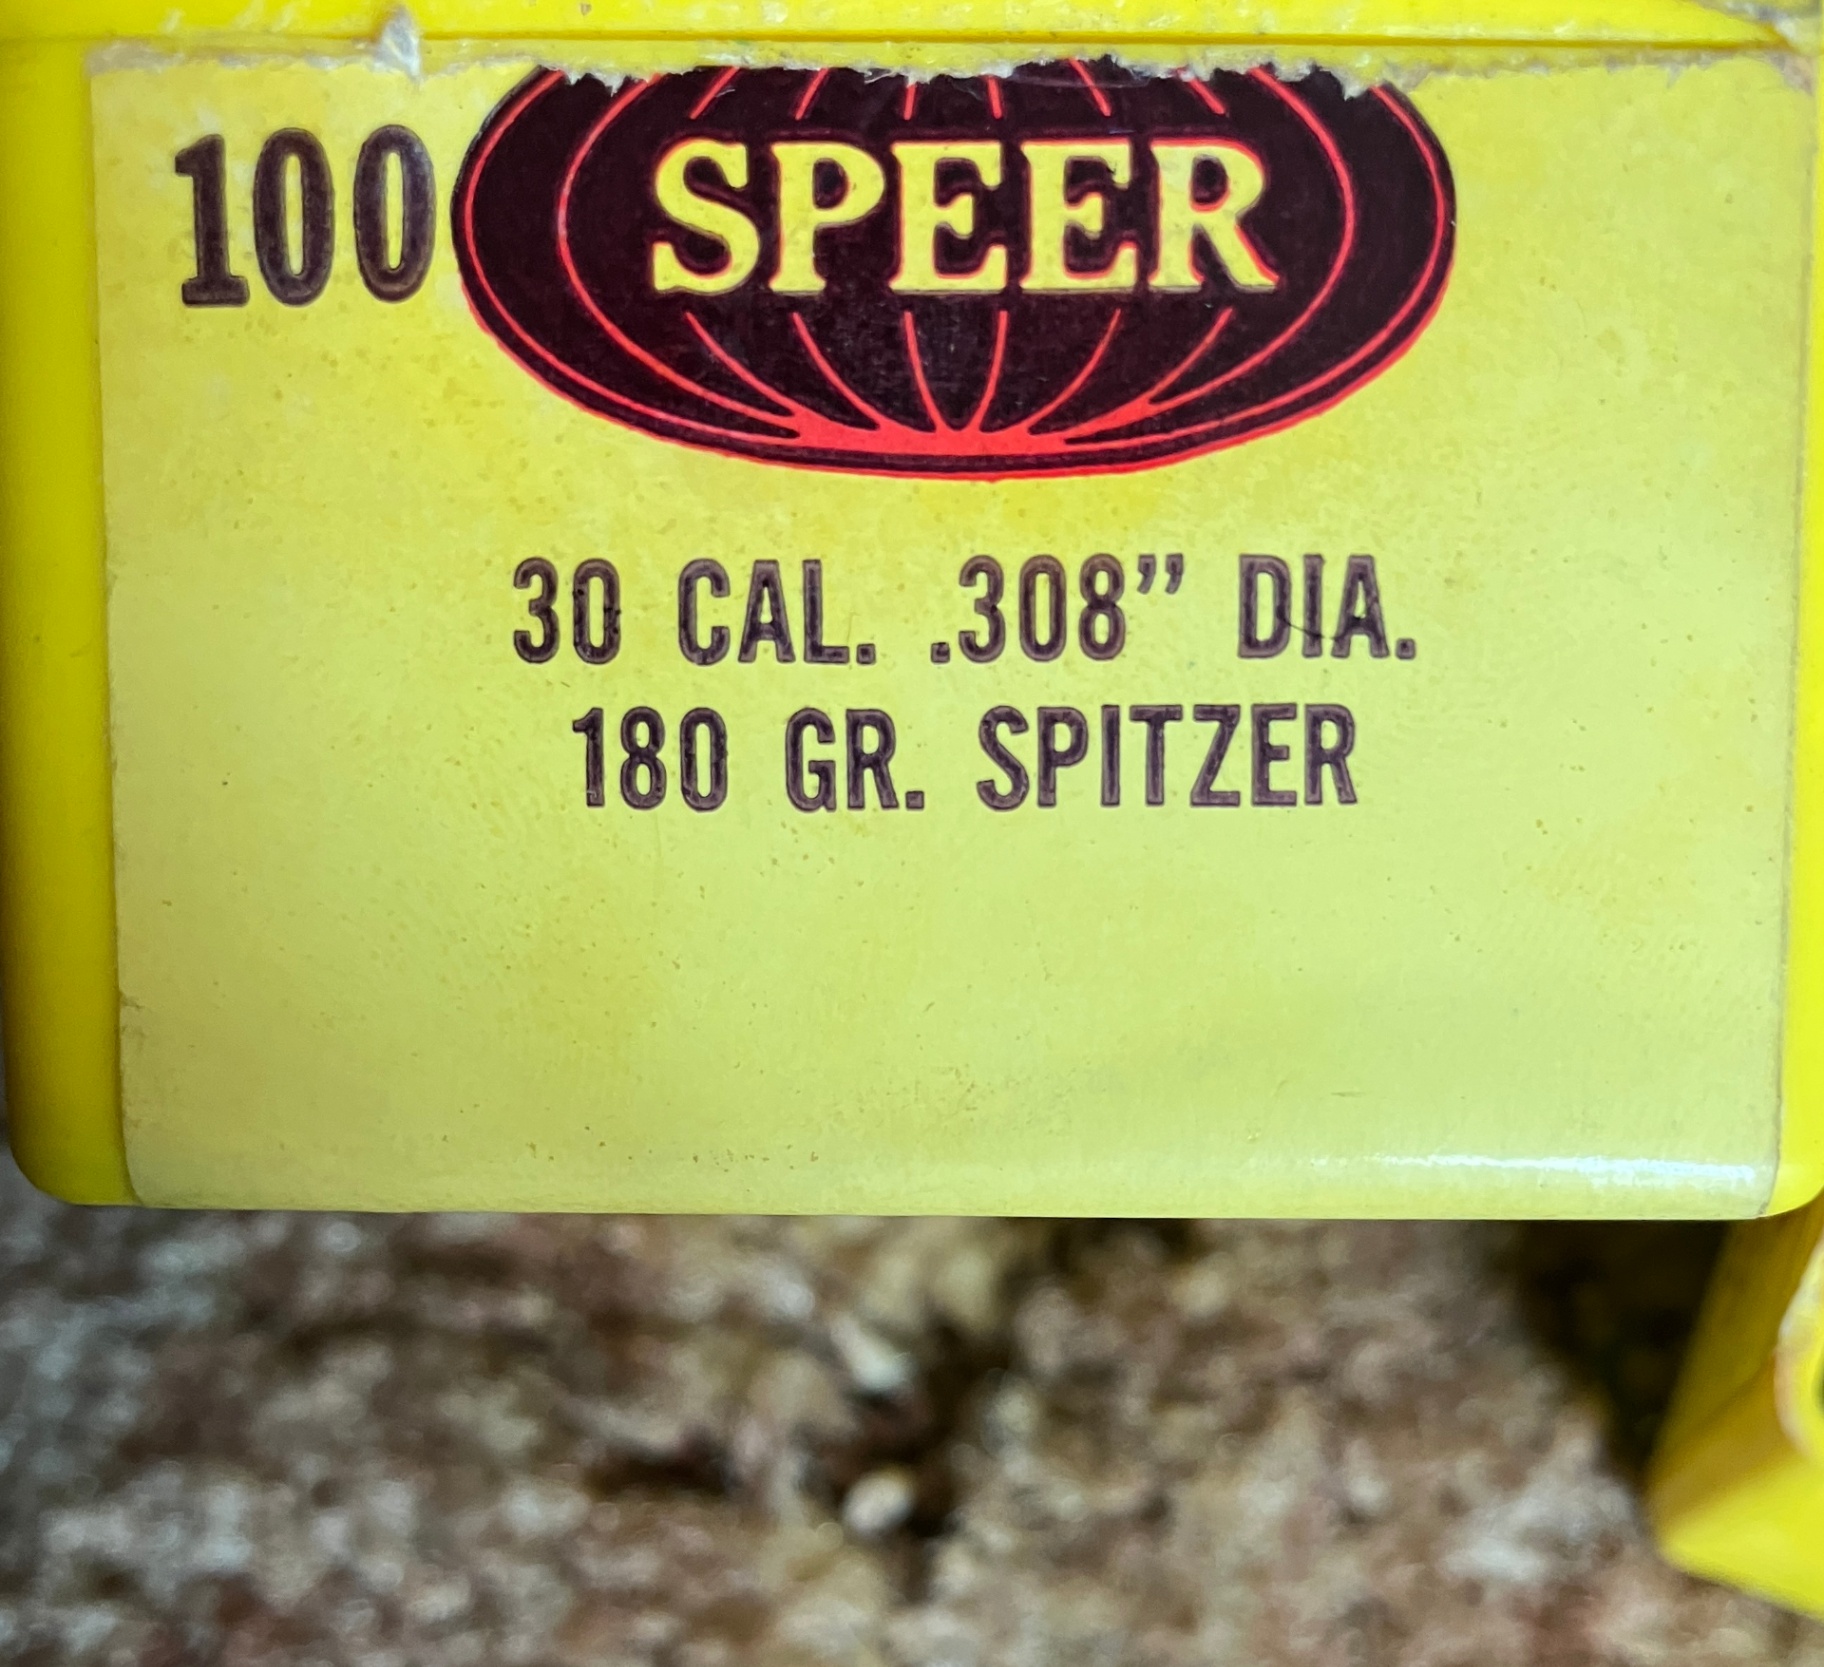 100 SPEER
30 CAL. .308” DIA.
180 GR. SPITZER